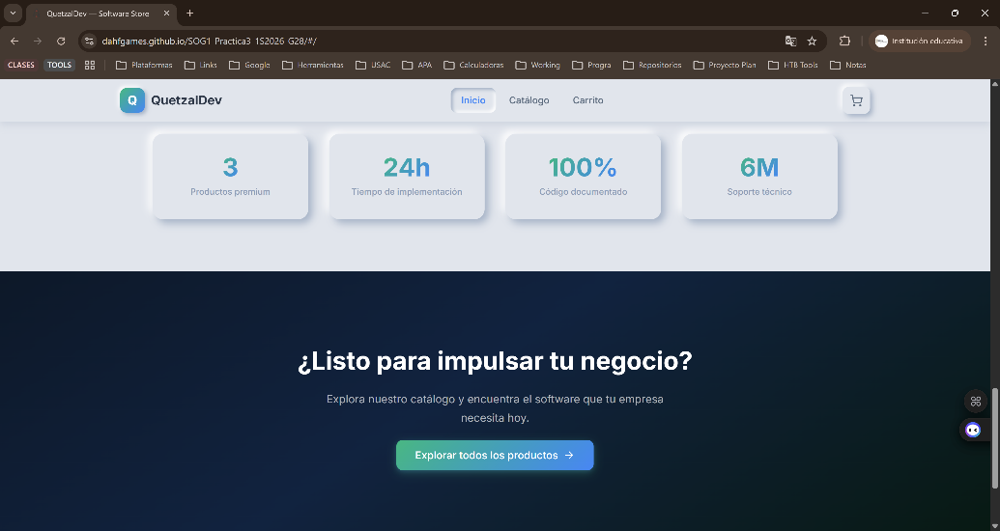 QuetzalDev — Software Store
dahfgames.github.io/SOG1_Practica3_1S2026_G28/#/
Institución educativa
CLASES TOOLS Plataformas Links Google Herramientas USAC APA Calculadoras Working Progra Repositorios Proyecto Plan HTB Tools Notas
Q QuetzalDev Inicio Catálogo Carrito
3
Productos premium
24h
Tiempo de implementación
100%
Código documentado
6M
Soporte técnico
¿Listo para impulsar tu negocio?
Explora nuestro catálogo y encuentra el software que tu empresa
necesita hoy.
Explorar todos los productos →